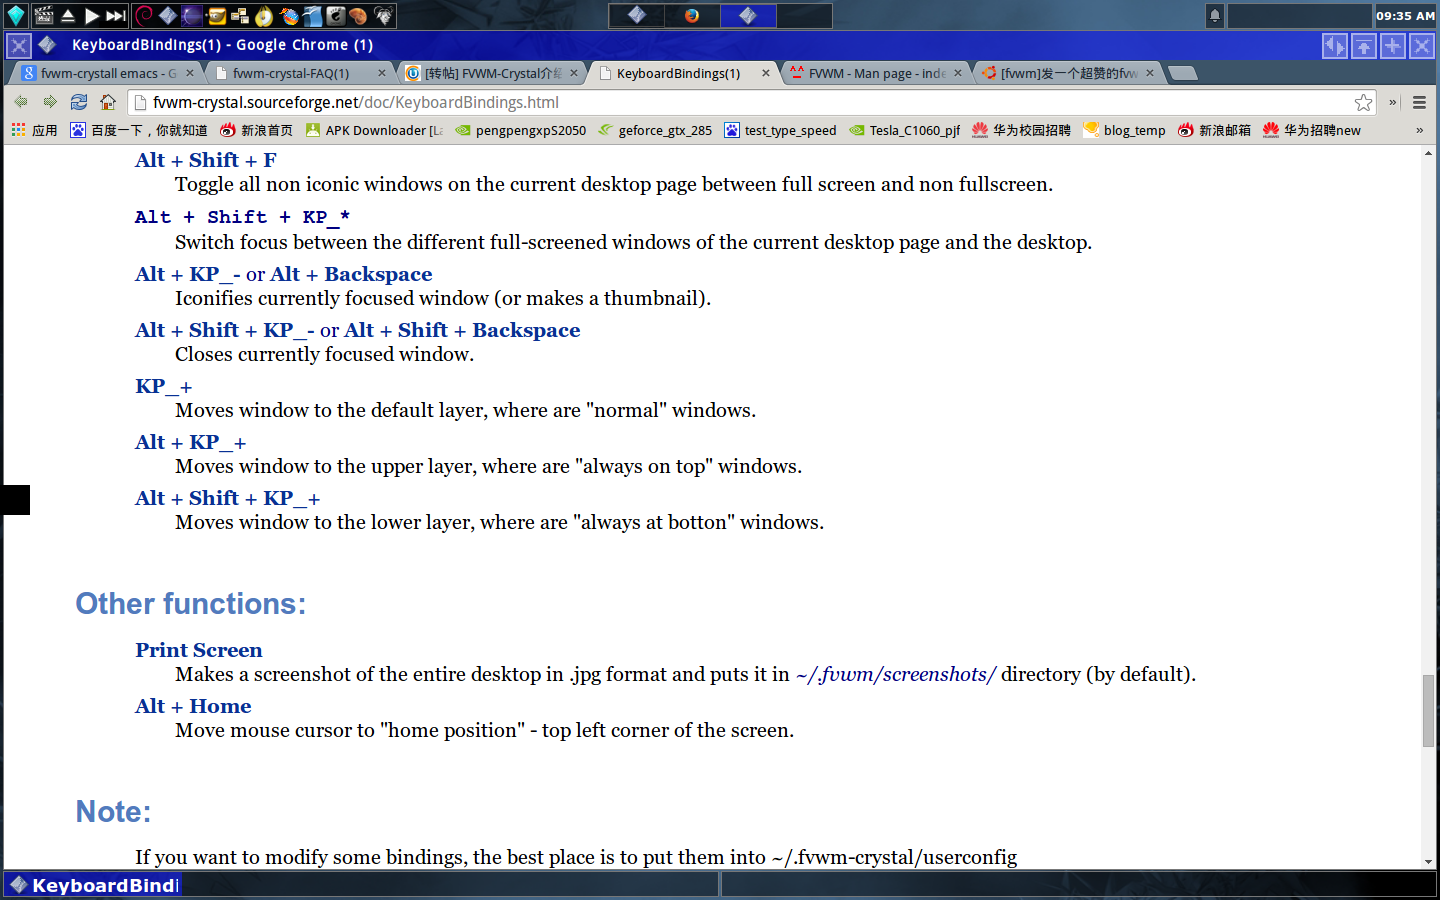 09:35 AM
KeyboardBindings(1) - Google Chrome (1)
fvwm-crystall emacs - G
fvwm-crystal-FAQ(1)
[转帖] FVWM-Crystal介绍
KeyboardBindings(1)
FVWM - Man page - inde
[fvwm]发一个超赞的fvw
fvwm-crystal.sourceforge.net/doc/KeyboardBindings.html
应用 百度一下，你就知道 新浪首页 APK Downloader [La pengpengxpS2050 geforce_gtx_285 test_type_speed Tesla_C1060_pjf 华为校园招聘 blog_temp 新浪邮箱 华为招聘new
Alt + Shift + F
Toggle all non iconic windows on the current desktop page between full screen and non fullscreen.
Alt + Shift + KP_*
Switch focus between the different full-screened windows of the current desktop page and the desktop.
Alt + KP_- or Alt + Backspace
Iconifies currently focused window (or makes a thumbnail).
Alt + Shift + KP_- or Alt + Shift + Backspace
Closes currently focused window.
KP_+
Moves window to the default layer, where are "normal" windows.
Alt + KP_+
Moves window to the upper layer, where are "always on top" windows.
Alt + Shift + KP_+
Moves window to the lower layer, where are "always at botton" windows.
Other functions:
Print Screen
Makes a screenshot of the entire desktop in .jpg format and puts it in ~/.fvwm/screenshots/ directory (by default).
Alt + Home
Move mouse cursor to "home position" - top left corner of the screen.
Note:
If you want to modify some bindings, the best place is to put them into ~/.fvwm-crystal/userconfig
KeyboardBindi